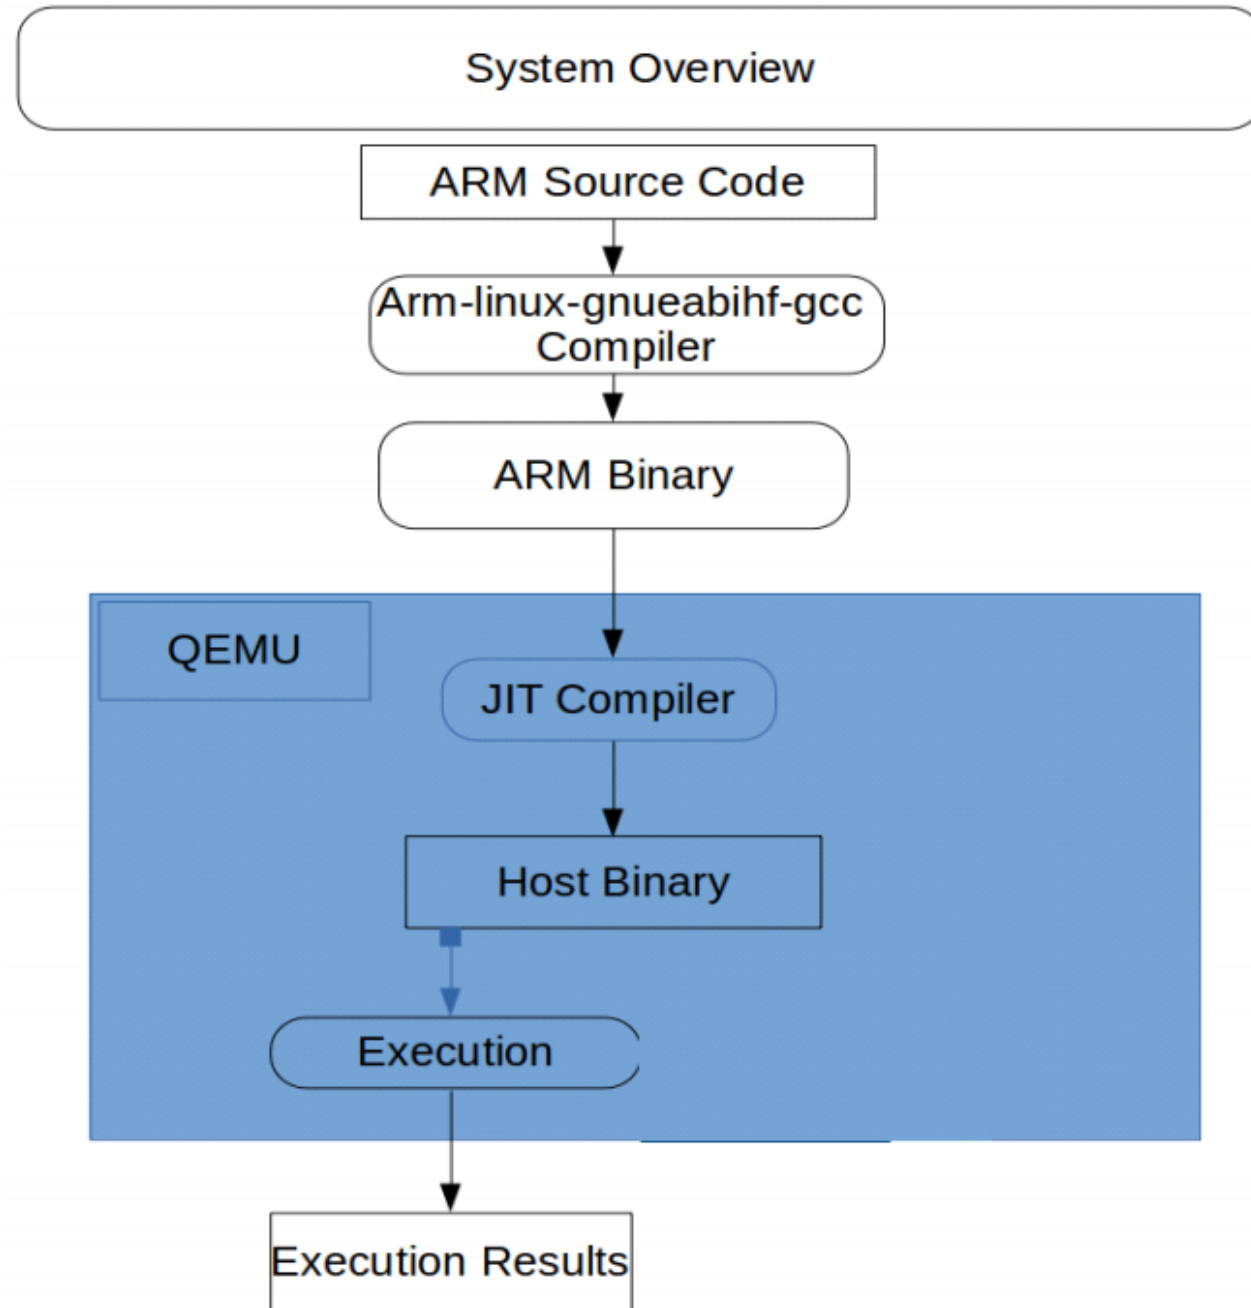 System Overview
ARM Source Code
Arm-linux-gnueabihf-gcc
Compiler
ARM Binary
QEMU
JIT Compiler
Host Binary
Execution
Execution Results